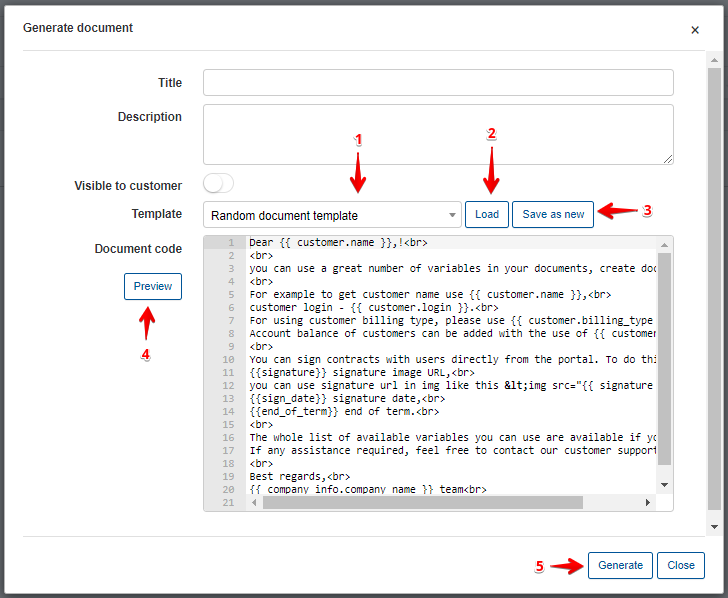 Generate document
×
Title
Description
1
2
Visible to customer
Template
Random document template
Load
Save as new
3
Document code
Preview
4
1 Dear {{ customer.name }},!<br>
2 <br>
3 you can use a great number of variables in your documents, create doc
4 <br>
5 For example to get customer name use {{ customer.name }},<br>
6 customer login - {{ customer.login }}.<br>
7 For using customer billing type, please use {{ customer.billing_type
8 Account balance of customers can be added with the use of {{ customer
9 <br>
10 You can sign contracts with users directly from the portal. To do thi
11 {{signature}} signature image URL,<br>
12 you can use signature url in img like this &lt;img src="{{ signature
13 {{sign_date}} signature date,<br>
14 {{end_of_term}} end of term.<br>
15 <br>
16 The whole list of available variables you can use are available if yo
17 If any assistance required, feel free to contact our customer support
18 <br>
19 Best regards,<br>
20 {{ company_info.company_name }} team<br>
21
5
Generate
Close